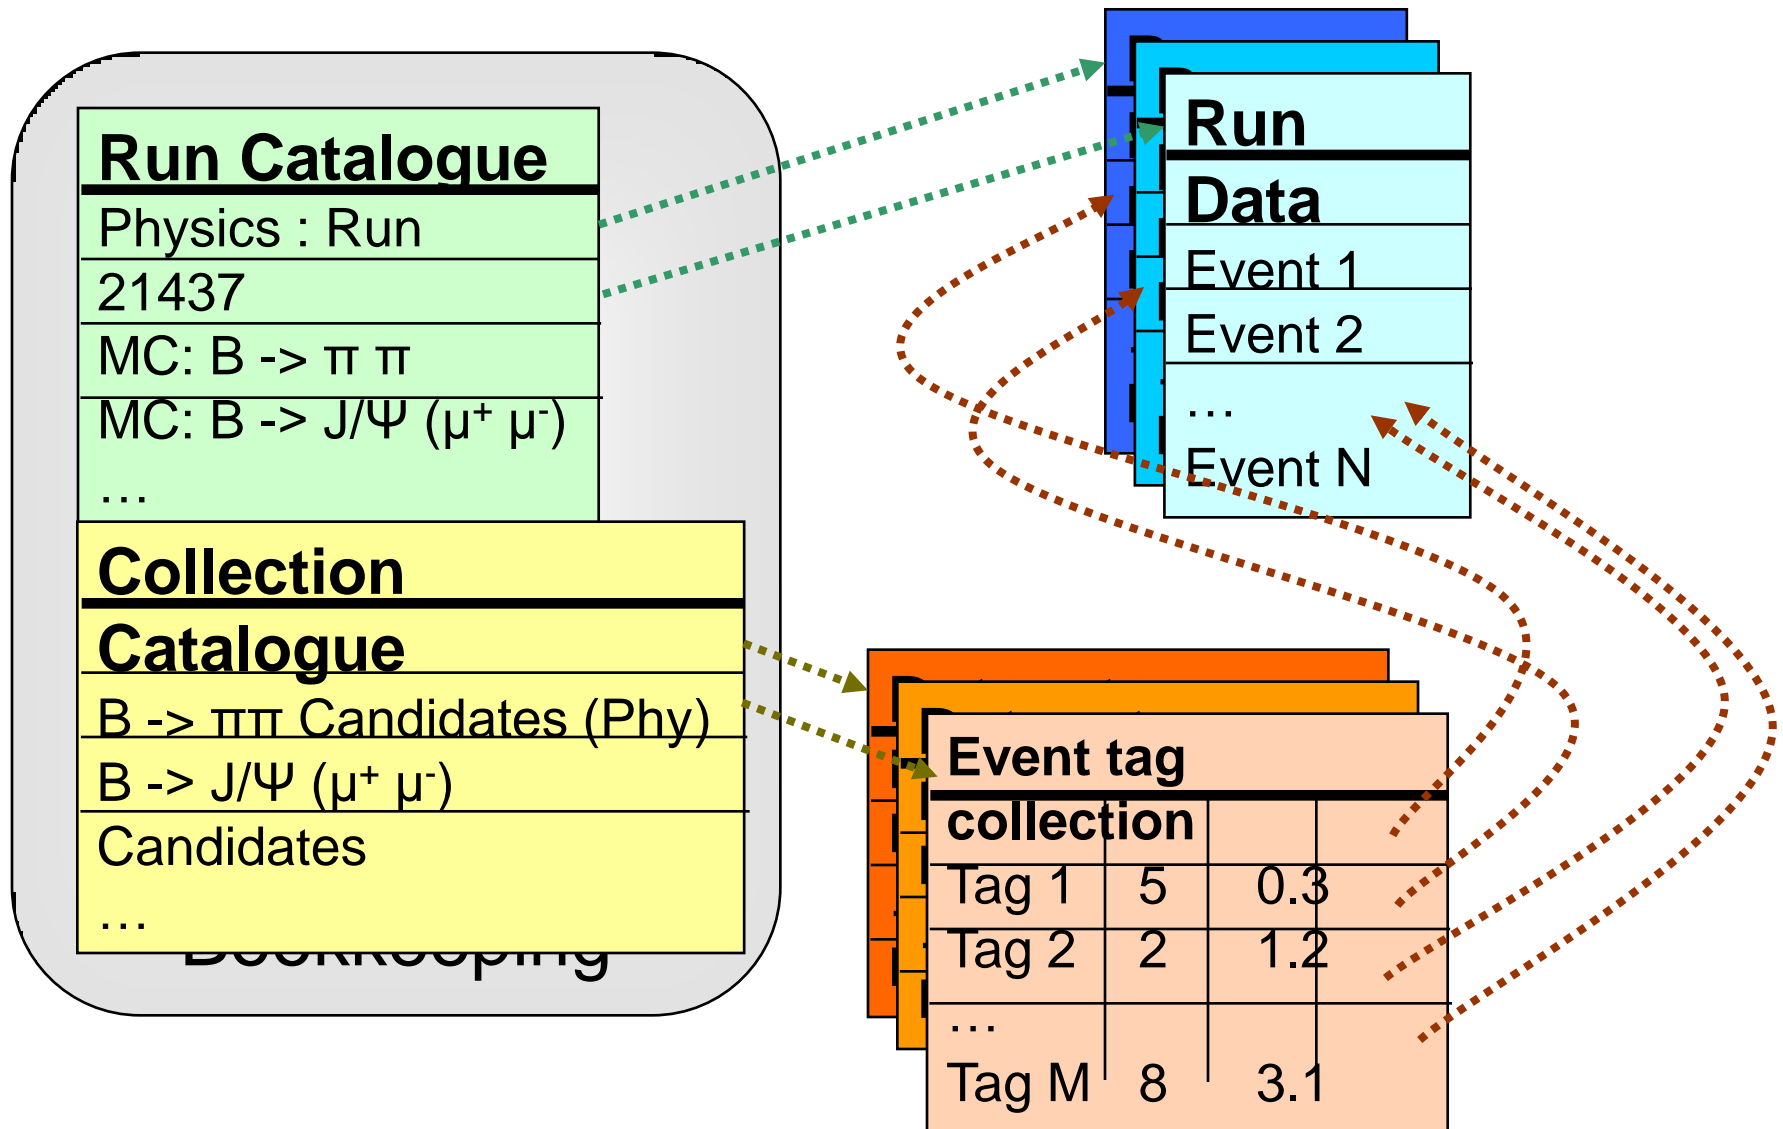 Run Catalogue
Physics : Run
21437
MC: B -> π π
MC: B -> J/Ψ (μ⁺ μ⁻)
…
Collection
Catalogue
B -> ππ Candidates (Phy)
B -> J/Ψ (μ⁺ μ⁻)
Candidates
…
Bookkeeping
Run
Data
Event 1
Event 2
…
Event N
Event tag
collection
Tag 1 5 0.3
Tag 2 2 1.2
…
Tag M 8 3.1